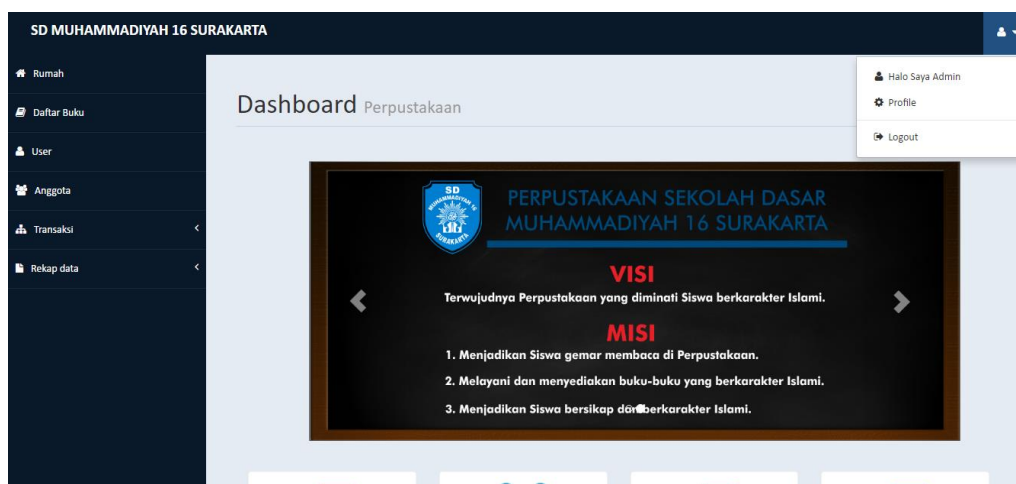 SD MUHAMMADIYAH 16 SURAKARTA
Rumah
Daftar Buku
User
Anggota
Transaksi
Rekap data
Halo Saya Admin
Profile
Logout
Dashboard Perpustakaan
SD
MUHAMMADIYAH 16
SURAKARTA
PERPUSTAKAAN SEKOLAH DASAR
MUHAMMADIYAH 16 SURAKARTA
VISI
Terwujudnya Perpustakaan yang diminati Siswa berkarakter Islami.
MISI
1. Menjadikan Siswa gemar membaca di Perpustakaan.
2. Melayani dan menyediakan buku-buku yang berkarakter Islami.
3. Menjadikan Siswa bersikap dan berkarakter Islami.